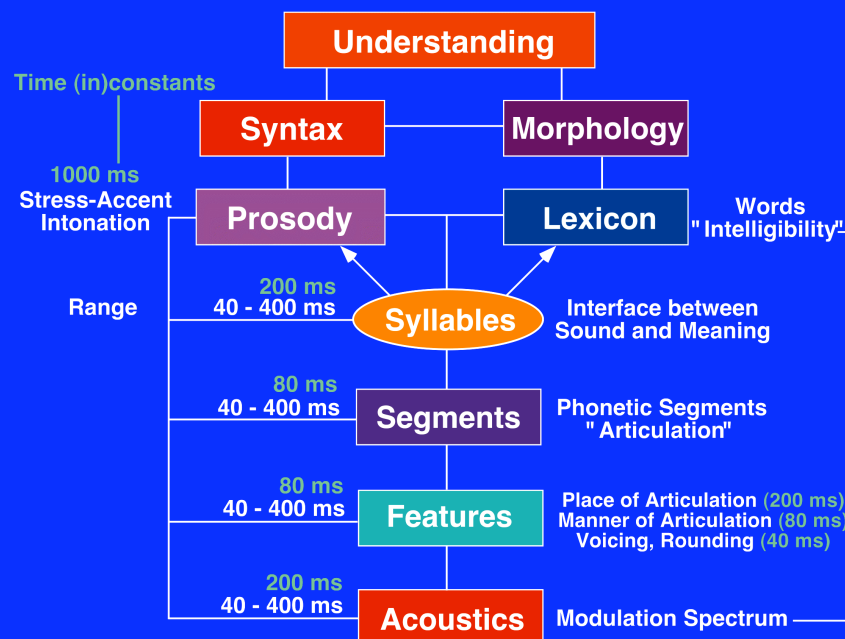 Understanding
Time (in)constants
Syntax
Morphology
1000 ms
Stress-Accent
Intonation
Prosody
Lexicon
Words
"Intelligibility"
200 ms
40 - 400 ms
Range
Syllables
Interface between
Sound and Meaning
80 ms
40 - 400 ms
Segments
Phonetic Segments
"Articulation"
80 ms
40 - 400 ms
Features
Place of Articulation (200 ms)
Manner of Articulation (80 ms)
Voicing, Rounding (40 ms)
200 ms
40 - 400 ms
Acoustics
Modulation Spectrum